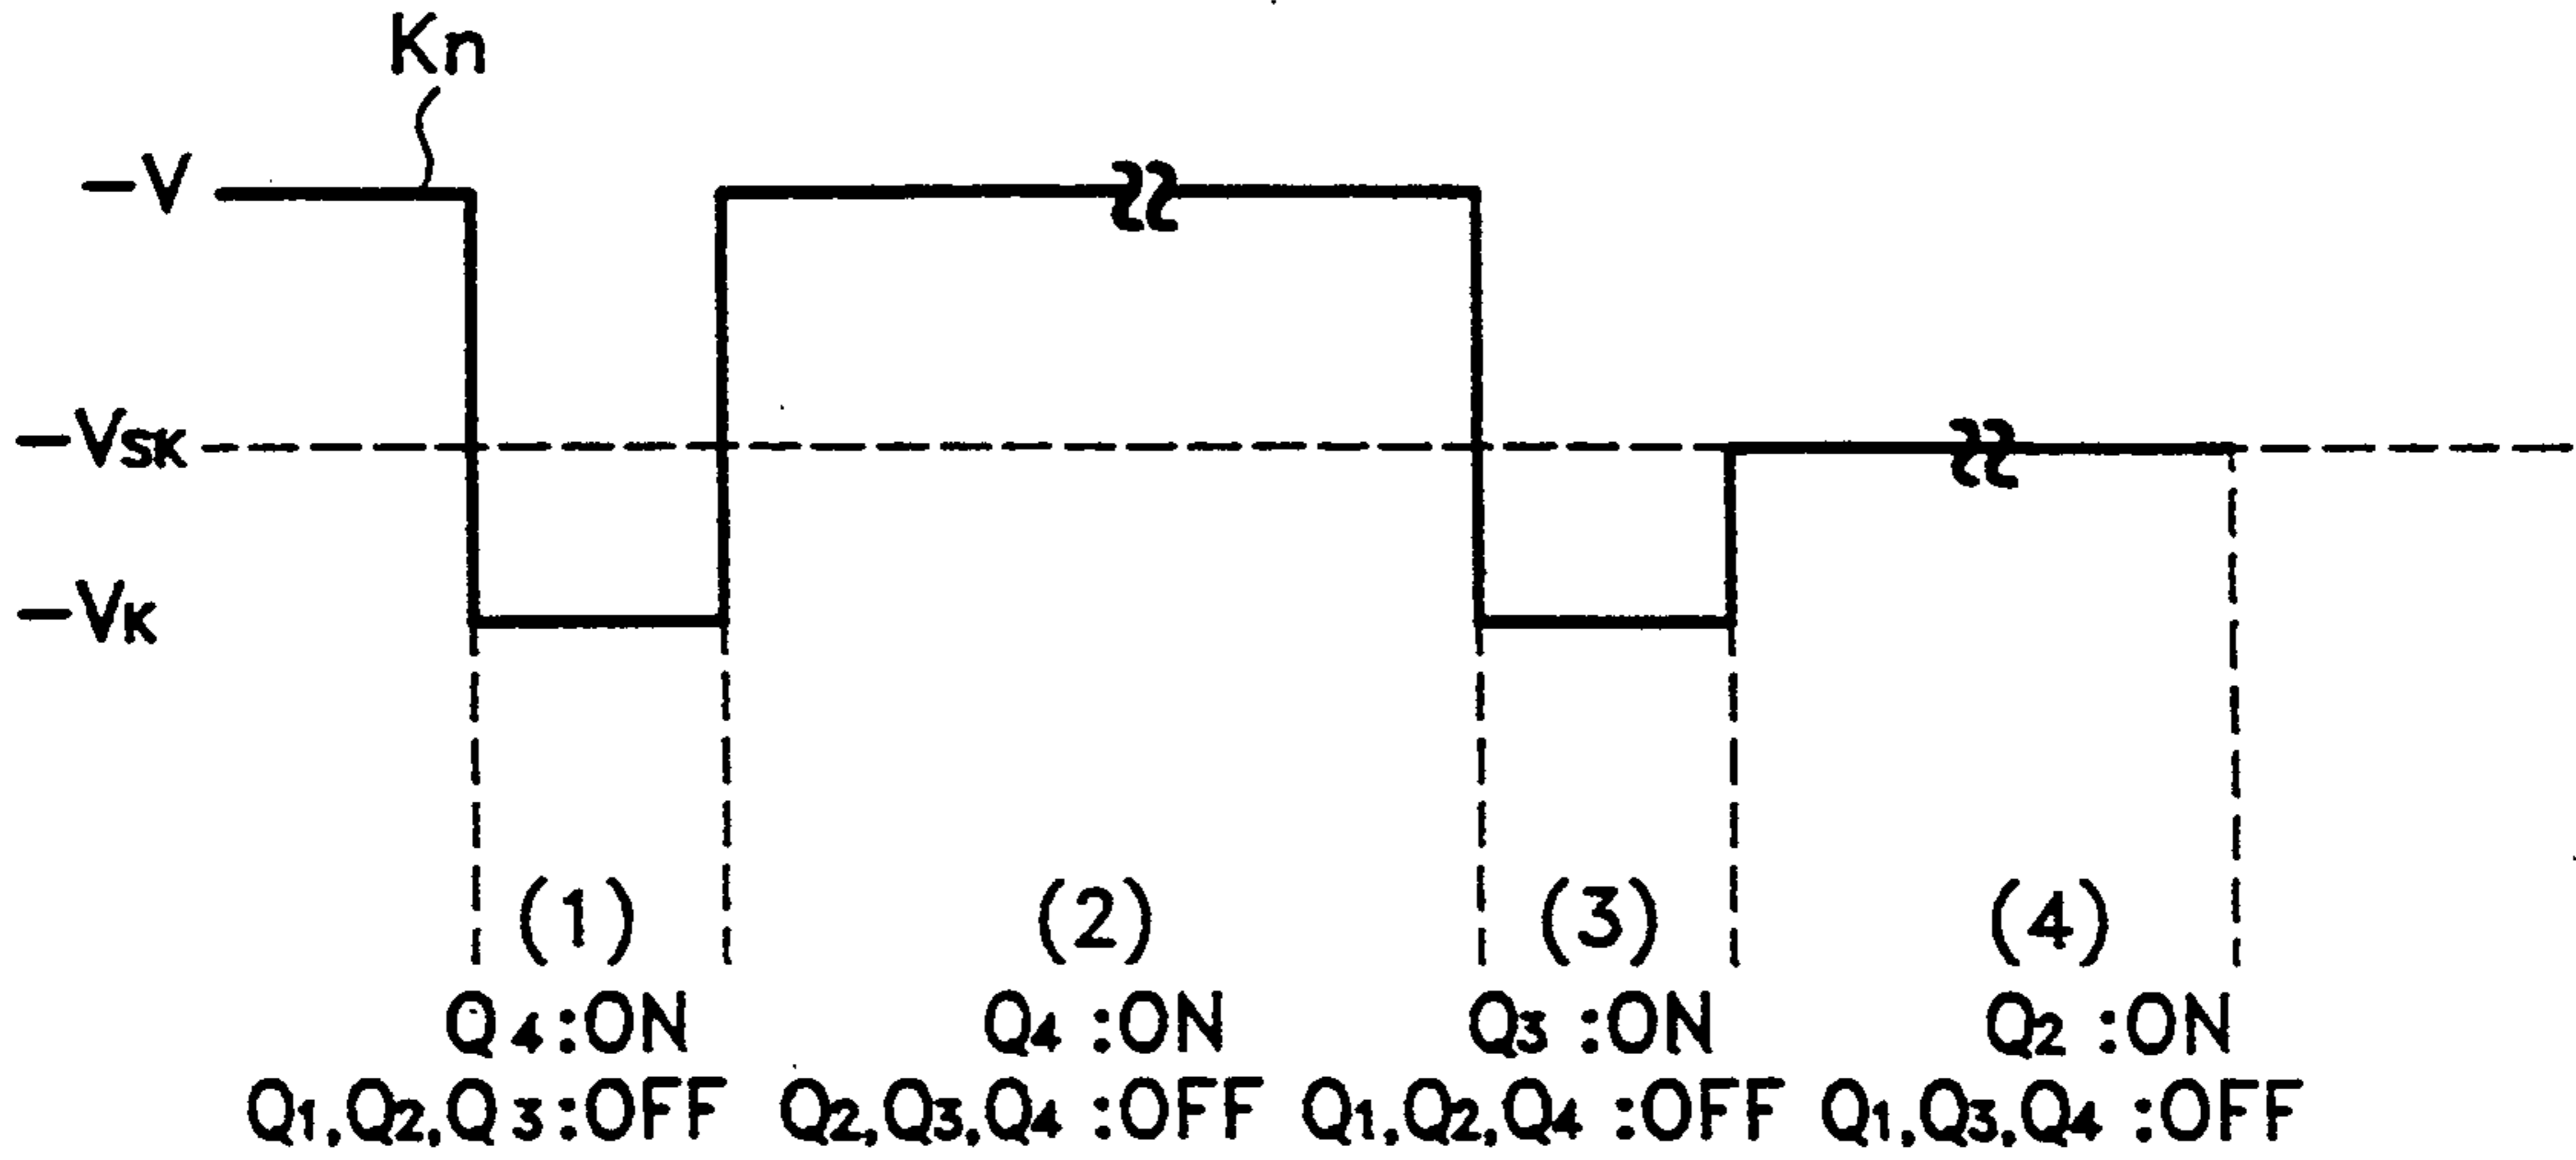 Kn
-V
-VSK
-VK
(1) (2) (3) (4)
Q4:ON Q4:ON Q3:ON Q2:ON
Q1,Q2,Q3:OFF Q2,Q3,Q4:OFF Q1,Q2,Q4:OFF Q1,Q3,Q4:OFF